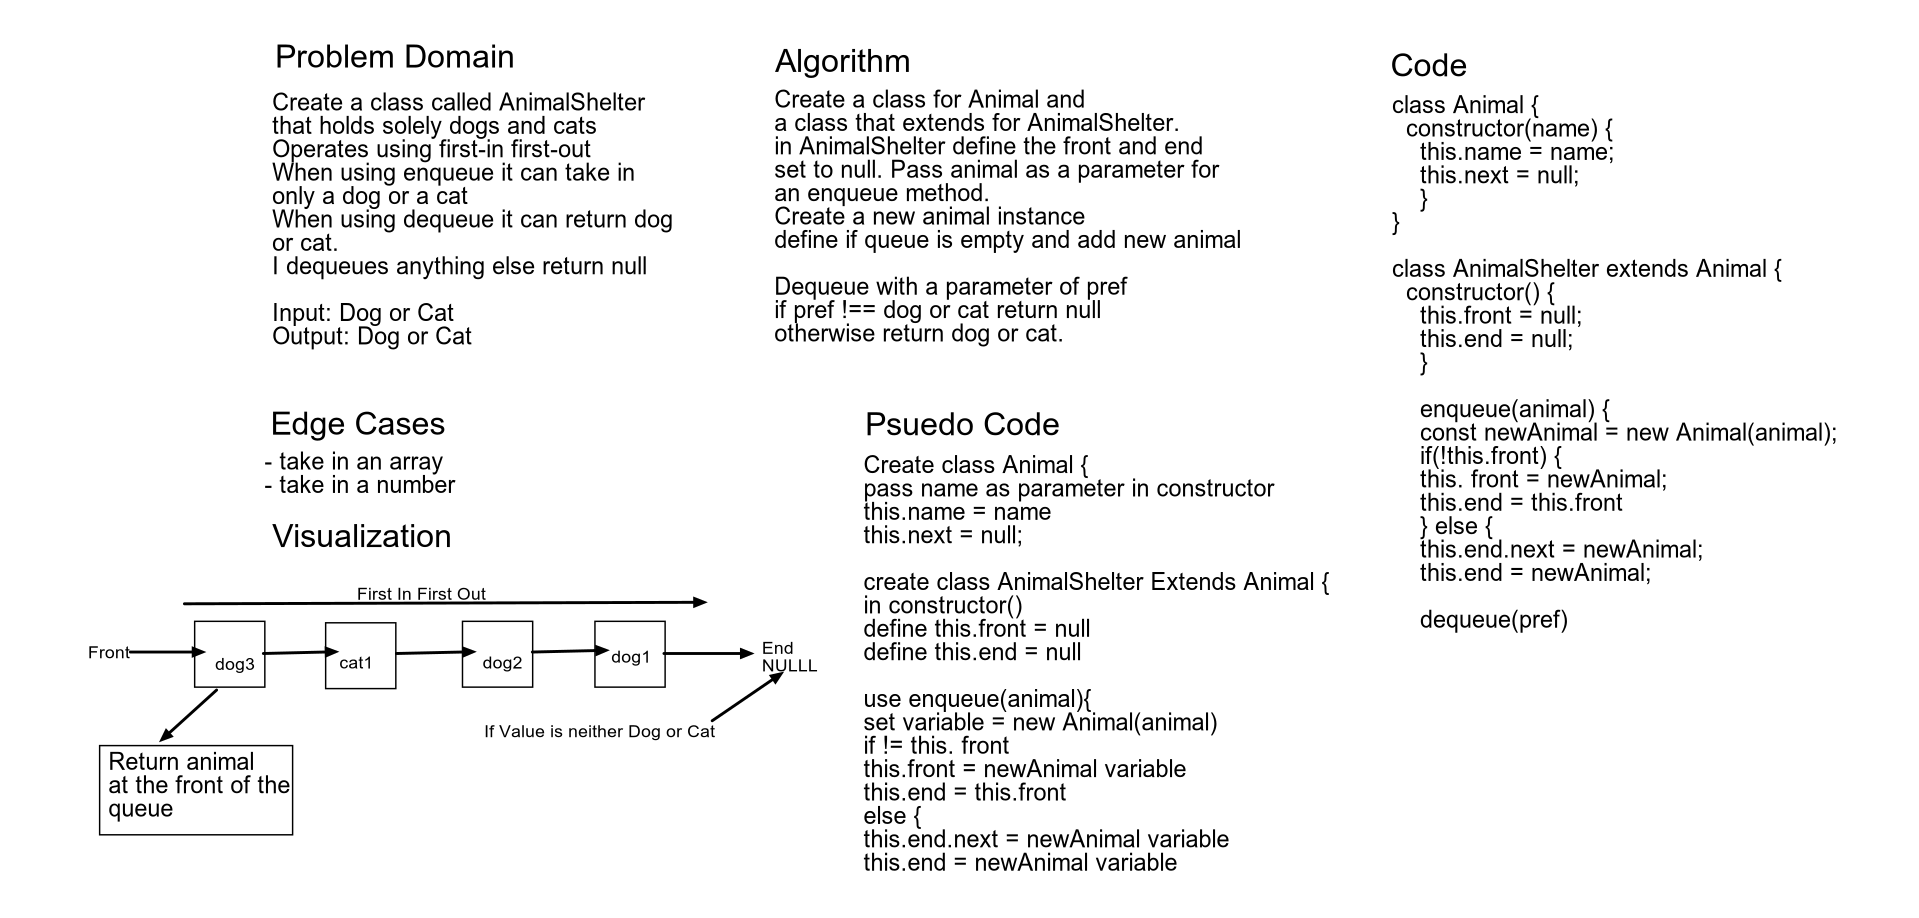 Problem Domain
Create a class called AnimalShelter
that holds solely dogs and cats
Operates using first-in first-out
When using enqueue it can take in
only a dog or a cat
When using dequeue it can return dog
or cat.
I dequeues anything else return null
Input: Dog or Cat
Output: Dog or Cat
Edge Cases
- take in an array
- take in a number
Visualization
First In First Out
Front
dog3
cat1
dog2
dog1
End
NULLL
If Value is neither Dog or Cat
Return animal
at the front of the
queue
Algorithm
Create a class for Animal and
a class that extends for AnimalShelter.
in AnimalShelter define the front and end
set to null. Pass animal as a parameter for
an enqueue method.
Create a new animal instance
define if queue is empty and add new animal
Dequeue with a parameter of pref
if pref !== dog or cat return null
otherwise return dog or cat.
Psuedo Code
Create class Animal {
pass name as parameter in constructor
this.name = name
this.next = null;
create class AnimalShelter Extends Animal {
in constructor()
define this.front = null
define this.end = null
use enqueue(animal){
set variable = new Animal(animal)
if != this. front
this.front = newAnimal variable
this.end = this.front
else {
this.end.next = newAnimal variable
this.end = newAnimal variable
Code
class Animal {
constructor(name) {
this.name = name;
this.next = null;
}
}
class AnimalShelter extends Animal {
constructor() {
this.front = null;
this.end = null;
}
enqueue(animal) {
const newAnimal = new Animal(animal);
if(!this.front) {
this. front = newAnimal;
this.end = this.front
} else {
this.end.next = newAnimal;
this.end = newAnimal;
dequeue(pref)